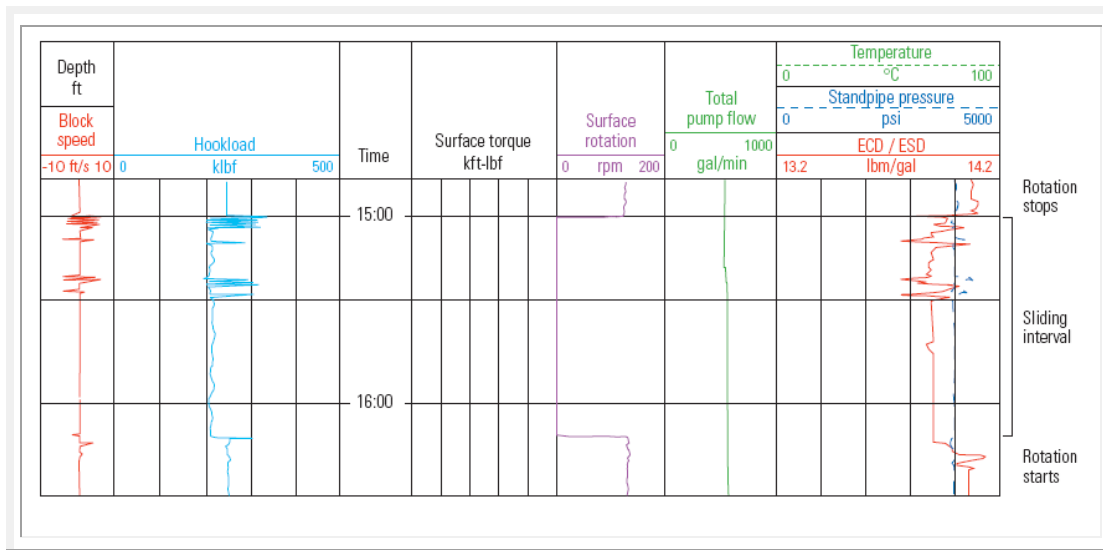 Depth
ft
Block
speed
-10 ft/s 10
Hookload
0 klbf 500
Time
Surface torque
kft-lbf
Surface
rotation
0 rpm 200
Total
pump flow
0 1000
gal/min
Temperature
0 °C 100
Standpipe pressure
0 psi 5000
ECD / ESD
13.2 lbm/gal 14.2
Rotation
stops
15:00
Sliding
interval
16:00
Rotation
starts